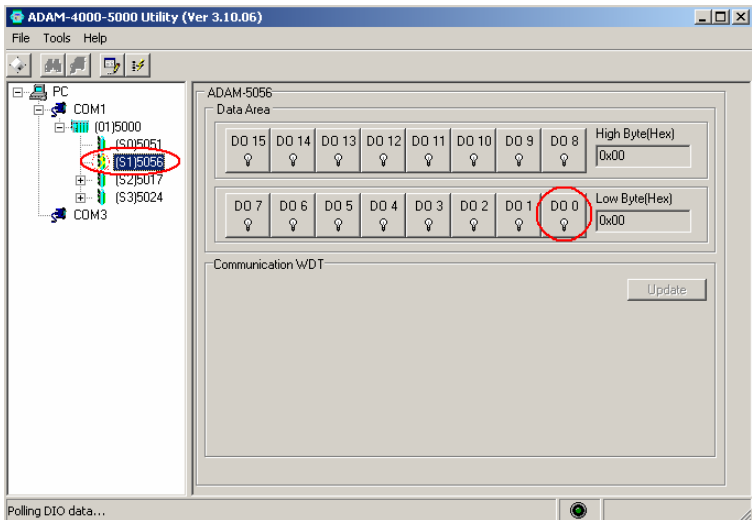 ADAM-4000-5000 Utility (Ver 3.10.06)
File Tools Help
PC
COM1
(01)5000
(S0)5051
(S1)5056
(S2)5017
(S3)5024
COM3
ADAM-5056
Data Area
DO 15 DO 14 DO 13 DO 12 DO 11 DO 10 DO 9 DO 8
High Byte(Hex)
0x00
DO 7 DO 6 DO 5 DO 4 DO 3 DO 2 DO 1 DO 0
Low Byte(Hex)
0x00
Communication WDT
Update
Polling DIO data...